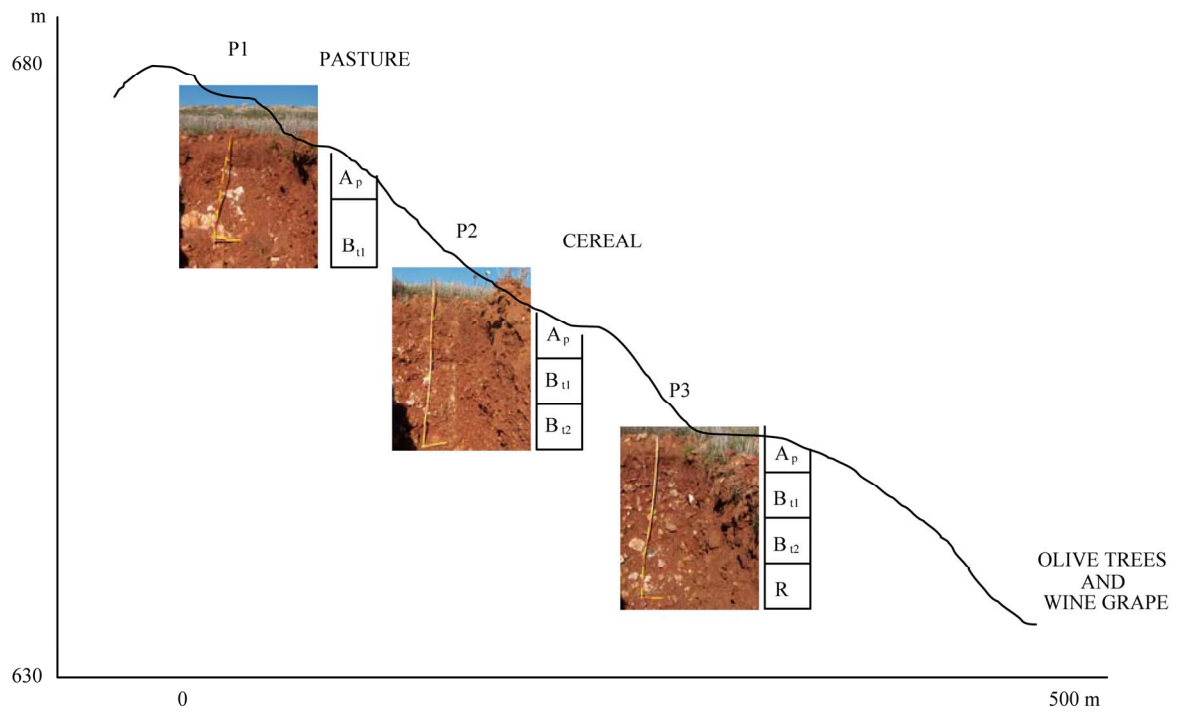 m
680
P1
PASTURE
Ap
Bt1
P2
CEREAL
Ap
Bt1
Bt2
P3
Ap
Bt1
Bt2
R
OLIVE TREES
AND
WINE GRAPE
630
0
500 m